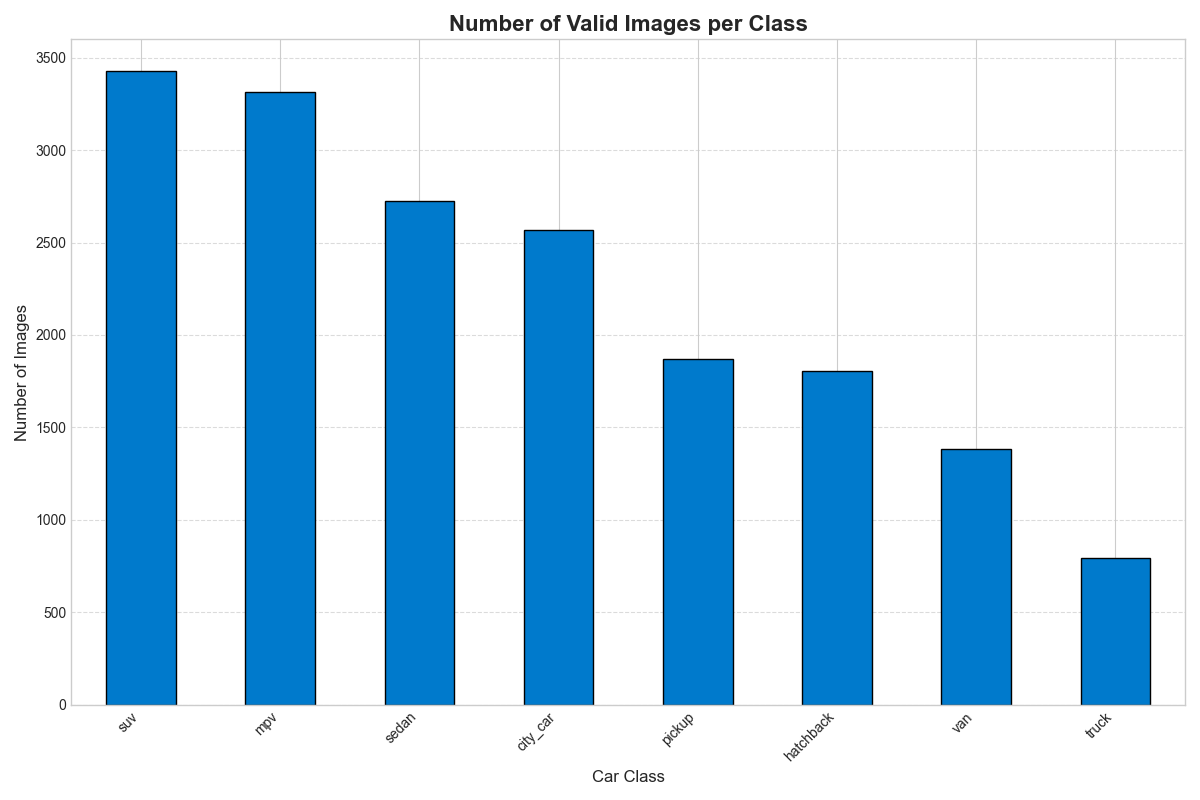 Number of Valid Images per Class
Number of Images
3500
3000
2500
2000
1500
1000
500
0
suv
mpv
sedan
city_car
pickup
hatchback
van
truck
Car Class